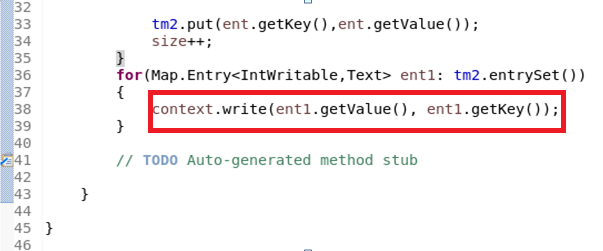 32
33 tm2.put(ent.getKey(),ent.getValue());
34 size++;
35 }
36 for(Map.Entry<IntWritable,Text> ent1: tm2.entrySet())
37 {
38 context.write(ent1.getValue(), ent1.getKey());
39 }
40
41 // TODO Auto-generated method stub
42
43 }
44
45 }
46